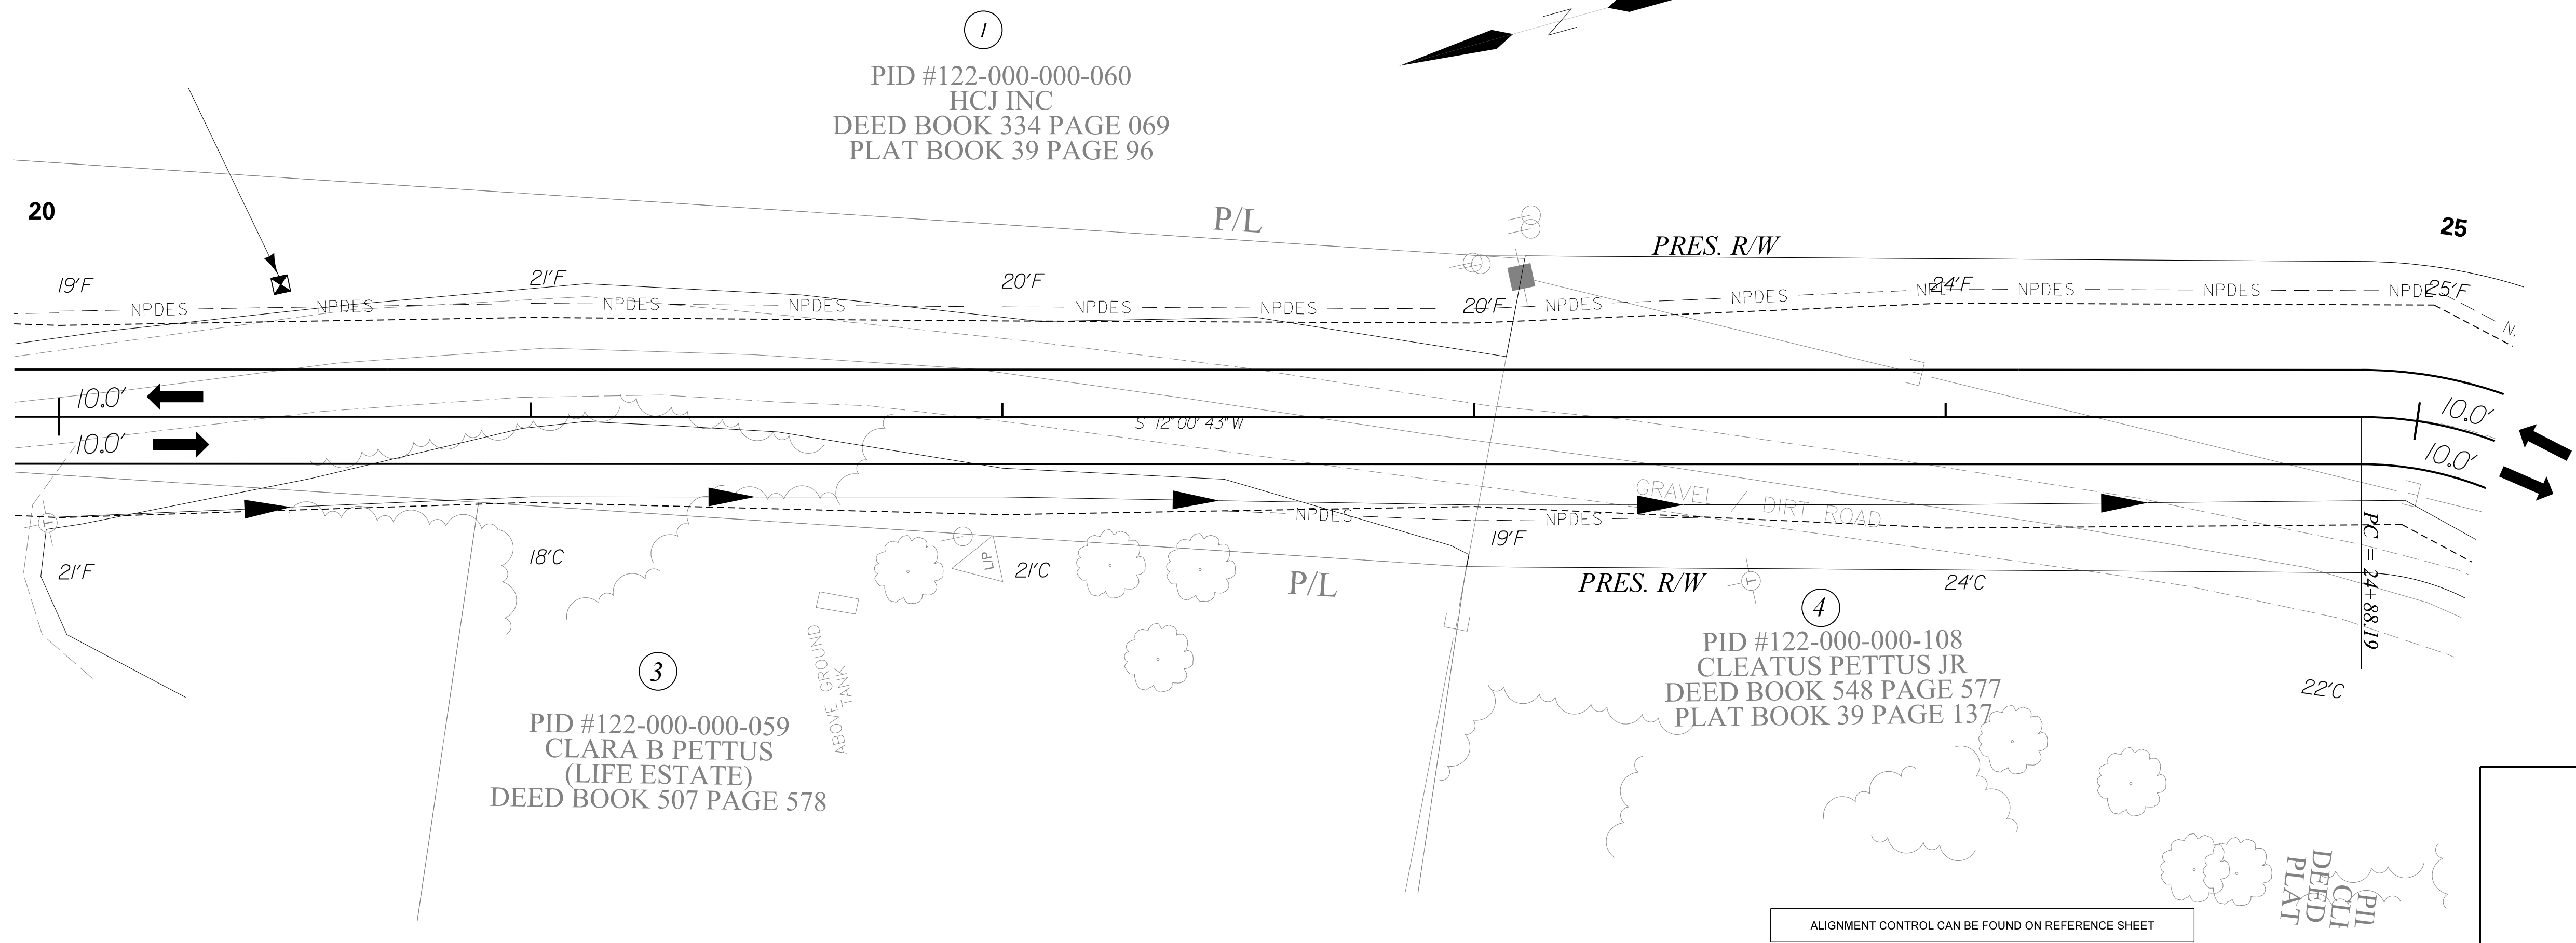 1
PID #122-000-000-060
HCJ INC
DEED BOOK 334 PAGE 069
PLAT BOOK 39 PAGE 96
N
20
25
P/L
PRES. R/W
19'F
21'F
20'F
20'F
24'F
25'F
NPDES NPDES NPDES NPDES NPDES NPDES NPDES NPDES NPDES NPDES
10.0'
10.0'
S 12°00'43" W
10.0'
10.0'
GRAVEL / DIRT ROAD
NPDES NPDES
T
21'F
18'C
L/P
21'C
19'F
P/L
PRES. R/W
T
24'C
PC = 24+88.19
22'C
ABOVE GROUND
TANK
3
PID #122-000-000-059
CLARA B PETTUS
(LIFE ESTATE)
DEED BOOK 507 PAGE 578
4
PID #122-000-000-108
CLEATUS PETTUS JR
DEED BOOK 548 PAGE 577
PLAT BOOK 39 PAGE 137
CLI
DEED
PLAT
ALIGNMENT CONTROL CAN BE FOUND ON REFERENCE SHEET